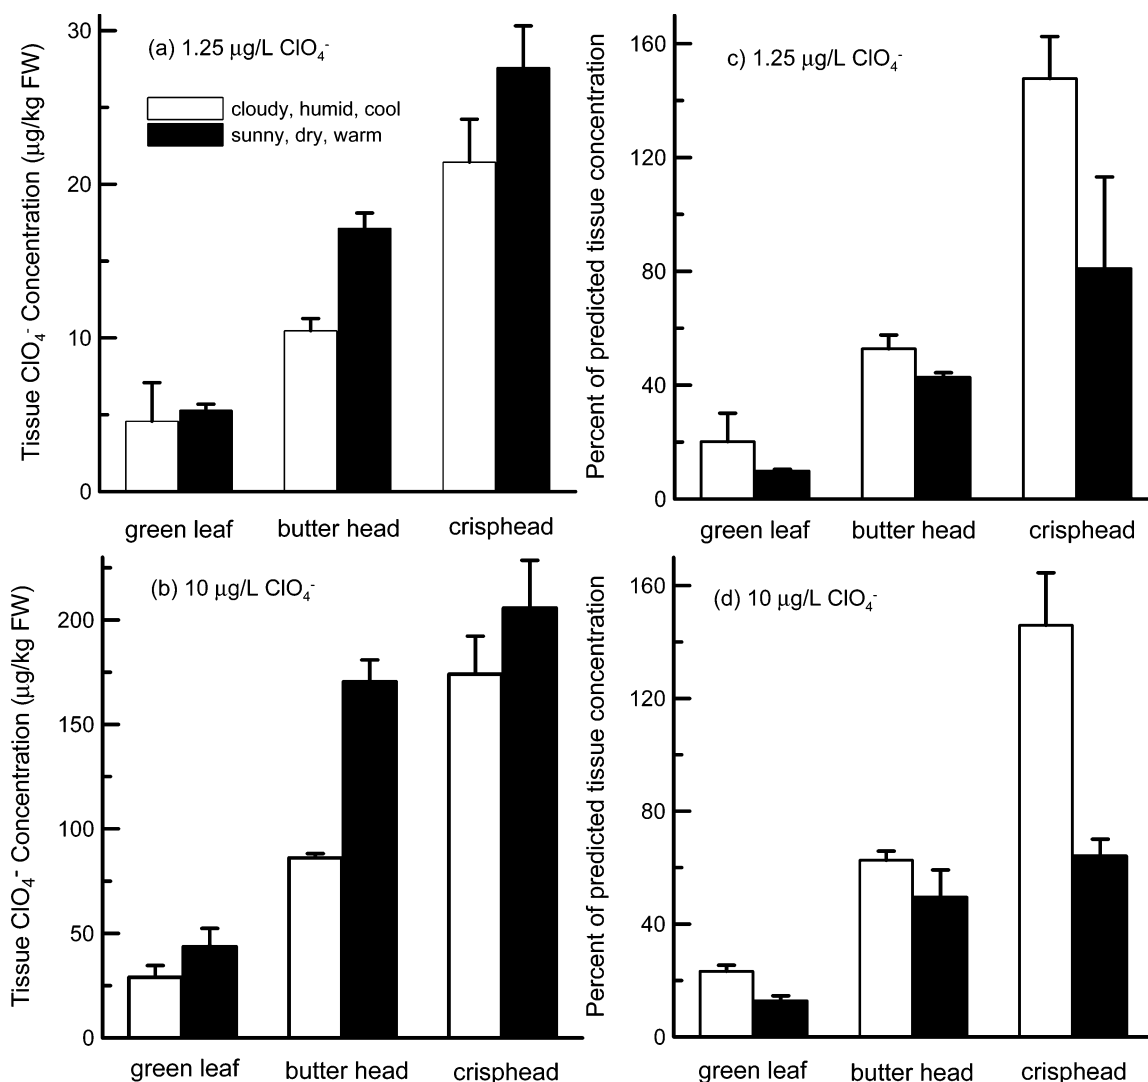 (a) 1.25 μg/L ClO₄⁻
cloudy, humid, cool
sunny, dry, warm
Tissue ClO₄⁻ Concentration (μg/kg FW)
30
20
10
0
green leaf butter head crisphead
c) 1.25 μg/L ClO₄⁻
Percent of predicted tissue concentration
160
120
80
40
0
green leaf butter head crisphead
(b) 10 μg/L ClO₄⁻
Tissue ClO₄⁻ Concentration (μg/kg FW)
200
150
100
50
0
green leaf butter head crisphead
(d) 10 μg/L ClO₄⁻
Percent of predicted tissue concentration
160
120
80
40
0
green leaf butter head crisphead